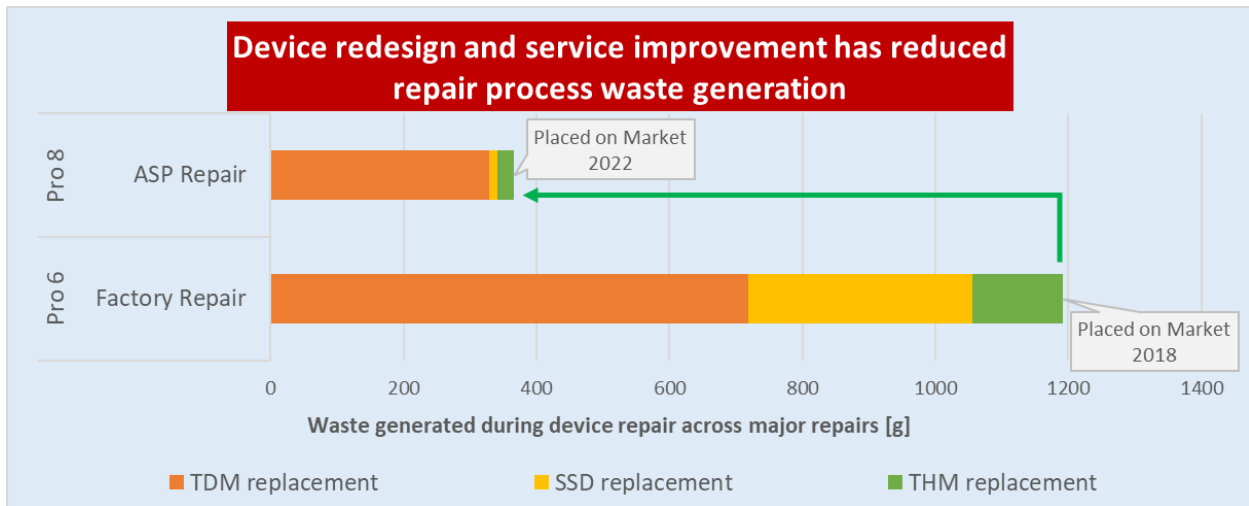 Device redesign and service improvement has reduced
repair process waste generation
Placed on Market
2022
Pro 8
ASP Repair
Pro 6
Factory Repair
Placed on Market
2018
0 200 400 600 800 1000 1200 1400
Waste generated during device repair across major repairs [g]
TDM replacement SSD replacement THM replacement